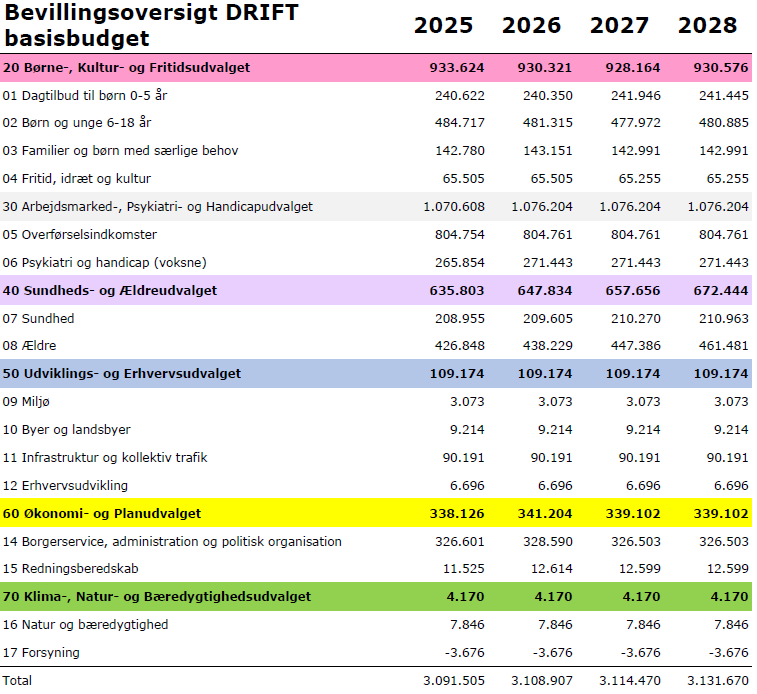 Bevillingsoversigt DRIFT
basisbudget 2025 2026 2027 2028
20 Børne-, Kultur- og Fritidsudvalget 933.624 930.321 928.164 930.576
01 Dagtilbud til børn 0-5 år 240.622 240.350 241.946 241.445
02 Børn og unge 6-18 år 484.717 481.315 477.972 480.885
03 Familier og børn med særlige behov 142.780 143.151 142.991 142.991
04 Fritid, idræt og kultur 65.505 65.505 65.255 65.255
30 Arbejdsmarked-, Psykiatri- og Handicapudvalget 1.070.608 1.076.204 1.076.204 1.076.204
05 Overførselsindkomster 804.754 804.761 804.761 804.761
06 Psykiatri og handicap (voksne) 265.854 271.443 271.443 271.443
40 Sundheds- og Ældreudvalget 635.803 647.834 657.656 672.444
07 Sundhed 208.955 209.605 210.270 210.963
08 Ældre 426.848 438.229 447.386 461.481
50 Udviklings- og Erhvervsudvalget 109.174 109.174 109.174 109.174
09 Miljø 3.073 3.073 3.073 3.073
10 Byer og landsbyer 9.214 9.214 9.214 9.214
11 Infrastruktur og kollektiv trafik 90.191 90.191 90.191 90.191
12 Erhvervsudvikling 6.696 6.696 6.696 6.696
60 Økonomi- og Planudvalget 338.126 341.204 339.102 339.102
14 Borgerservice, administration og politisk organisation 326.601 328.590 326.503 326.503
15 Redningsberedskab 11.525 12.614 12.599 12.599
70 Klima-, Natur- og Bæredygtighedsudvalget 4.170 4.170 4.170 4.170
16 Natur og bæredygtighed 7.846 7.846 7.846 7.846
17 Forsyning -3.676 -3.676 -3.676 -3.676
Total 3.091.505 3.108.907 3.114.470 3.131.670